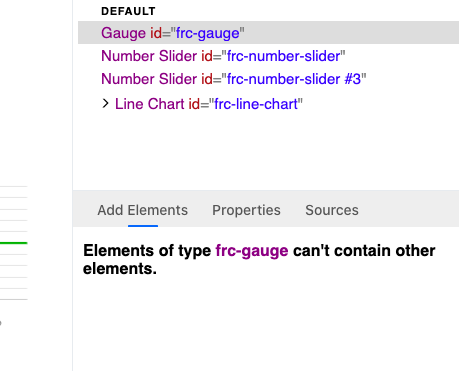 DEFAULT
Gauge id="frc-gauge"
Number Slider id="frc-number-slider"
Number Slider id="frc-number-slider #3"
Line Chart id="frc-line-chart"
Add Elements Properties Sources
Elements of type frc-gauge can't contain other
elements.